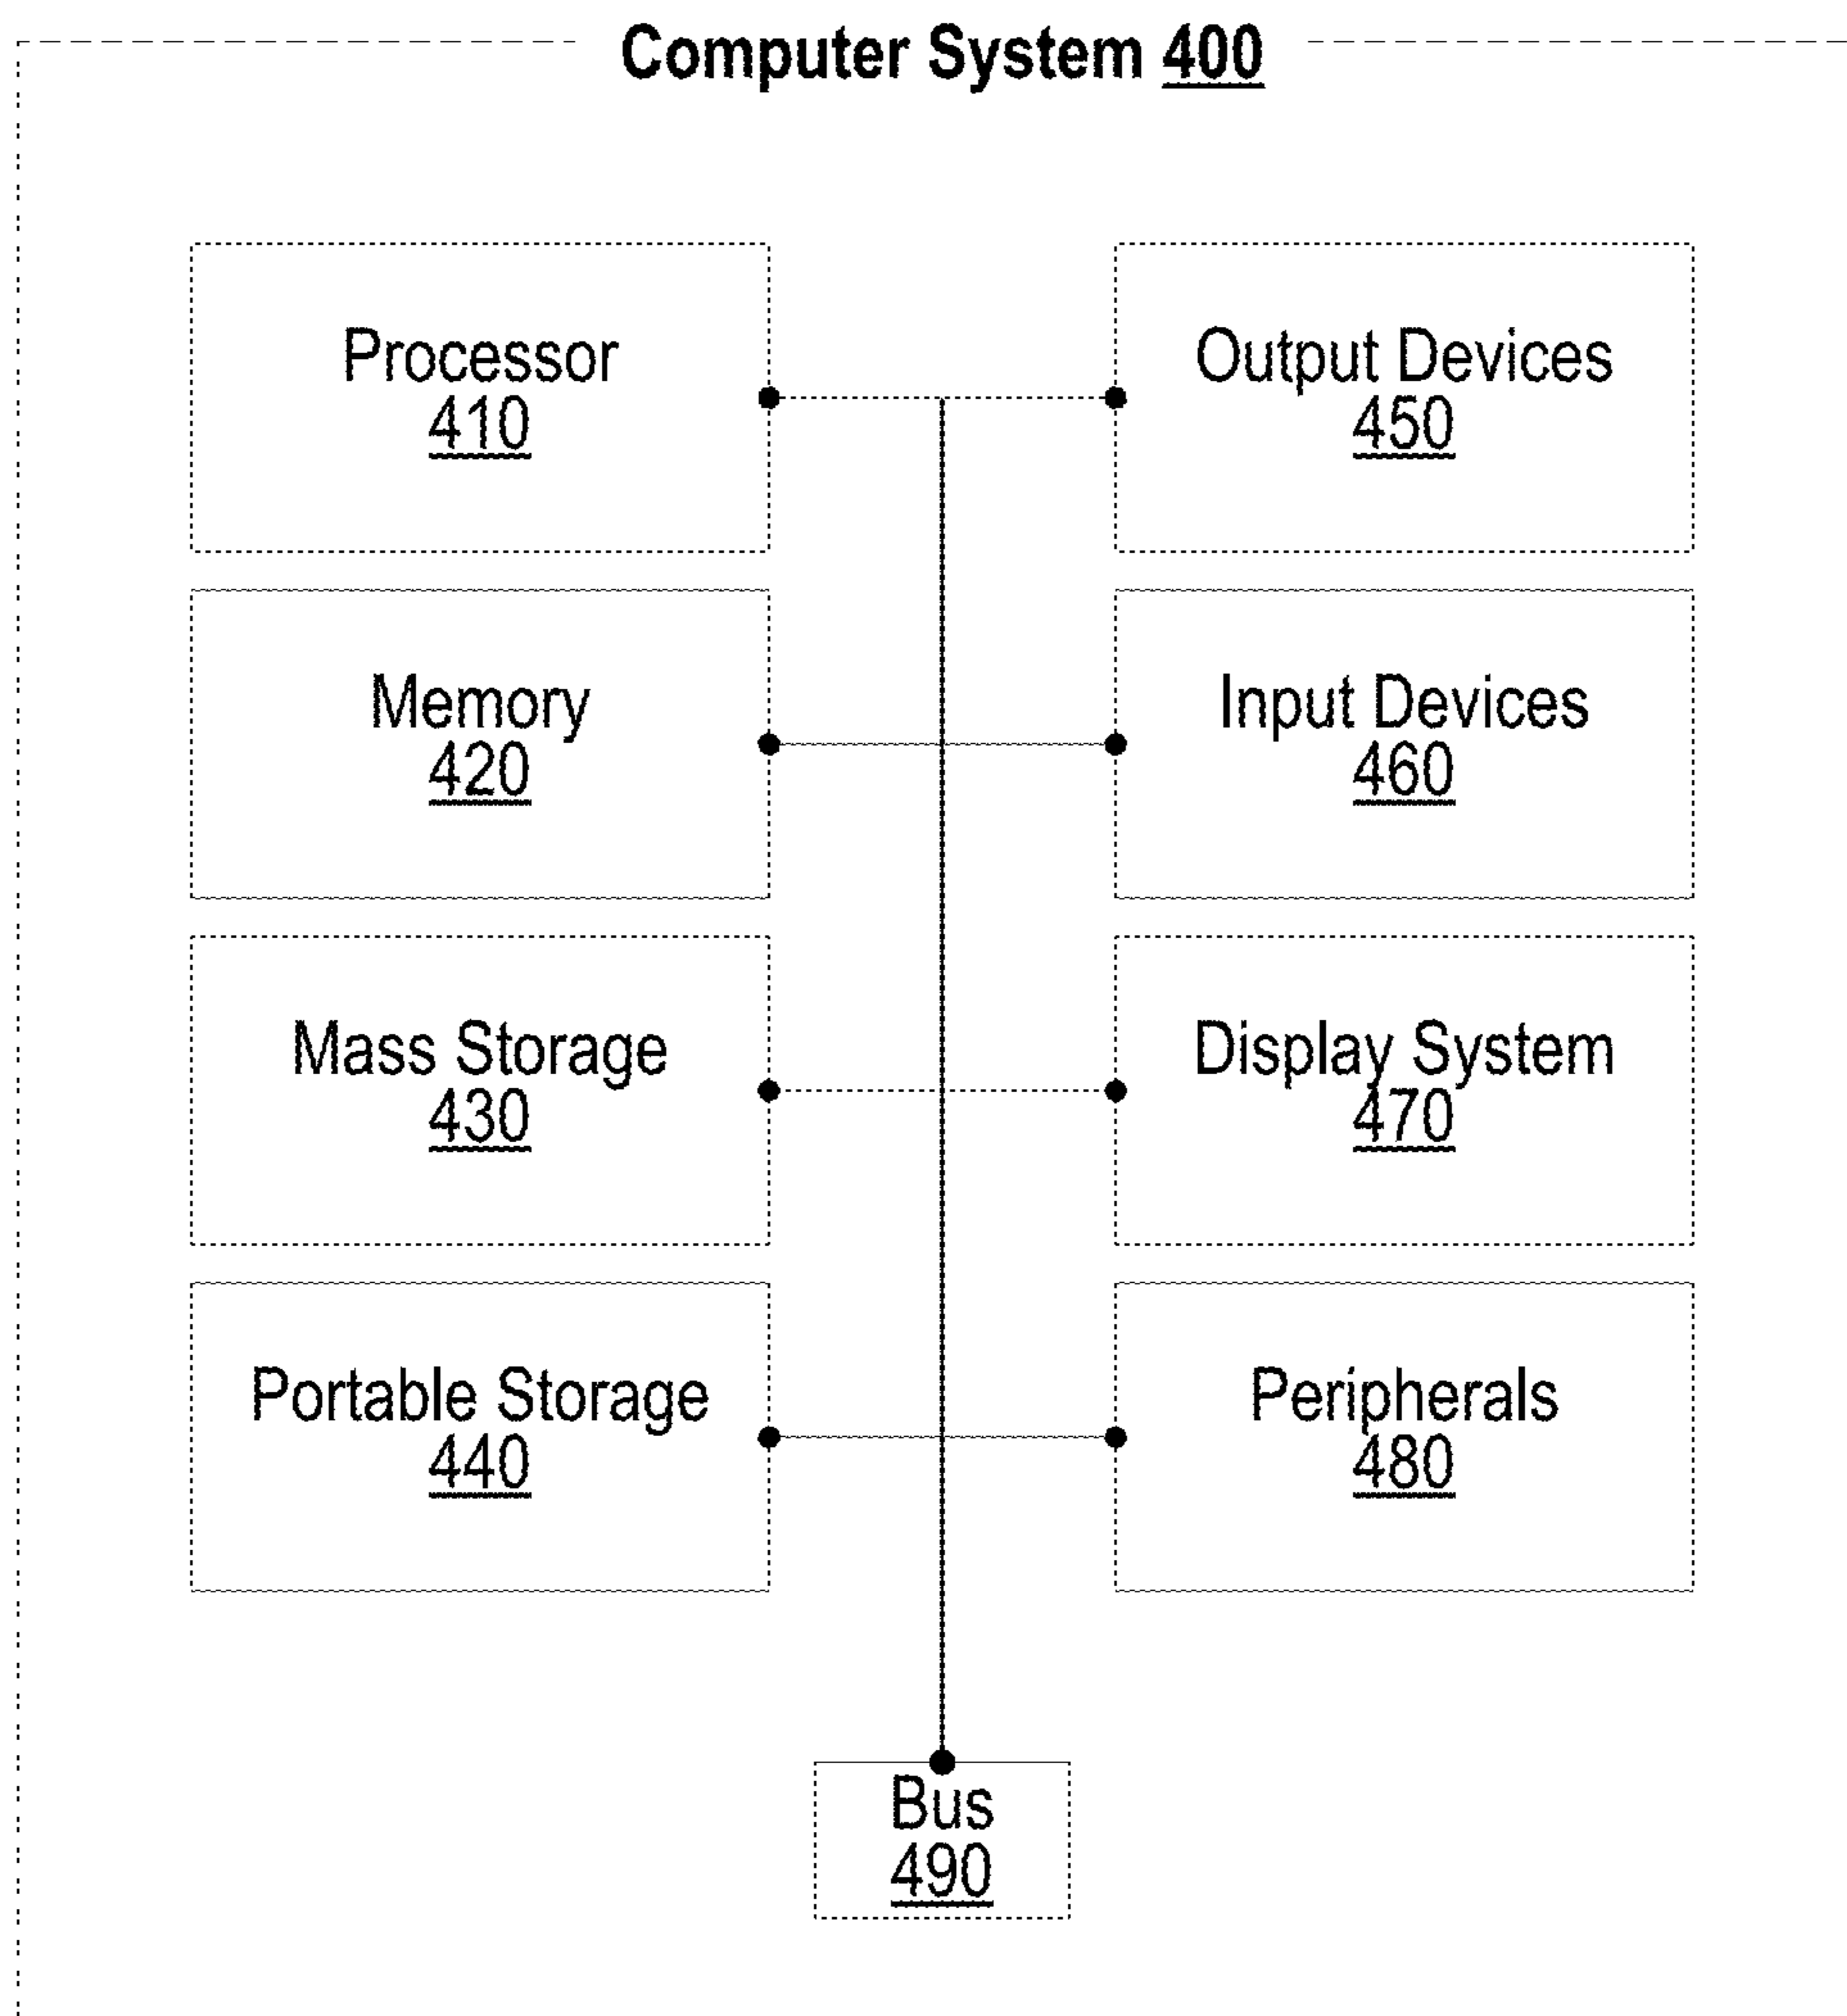 Computer System 400
Processor
410
Output Devices
450
Memory
420
Input Devices
460
Mass Storage
430
Display System
470
Portable Storage
440
Peripherals
480
Bus
490